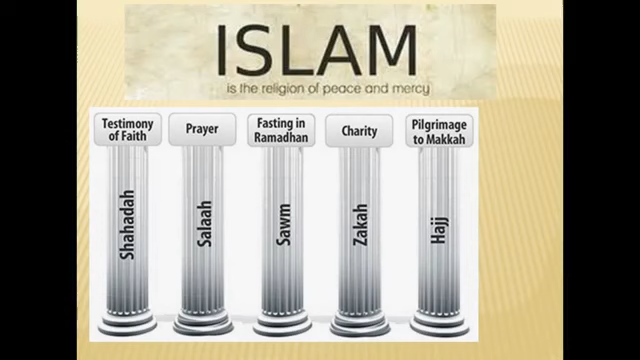 ISLAM
is the religion of peace and mercy
Testimony
of Faith
Prayer
Fasting in
Ramadhan
Charity
Pilgrimage
to Makkah
Shahadah
Salaah
Sawm
Zakah
Hajj